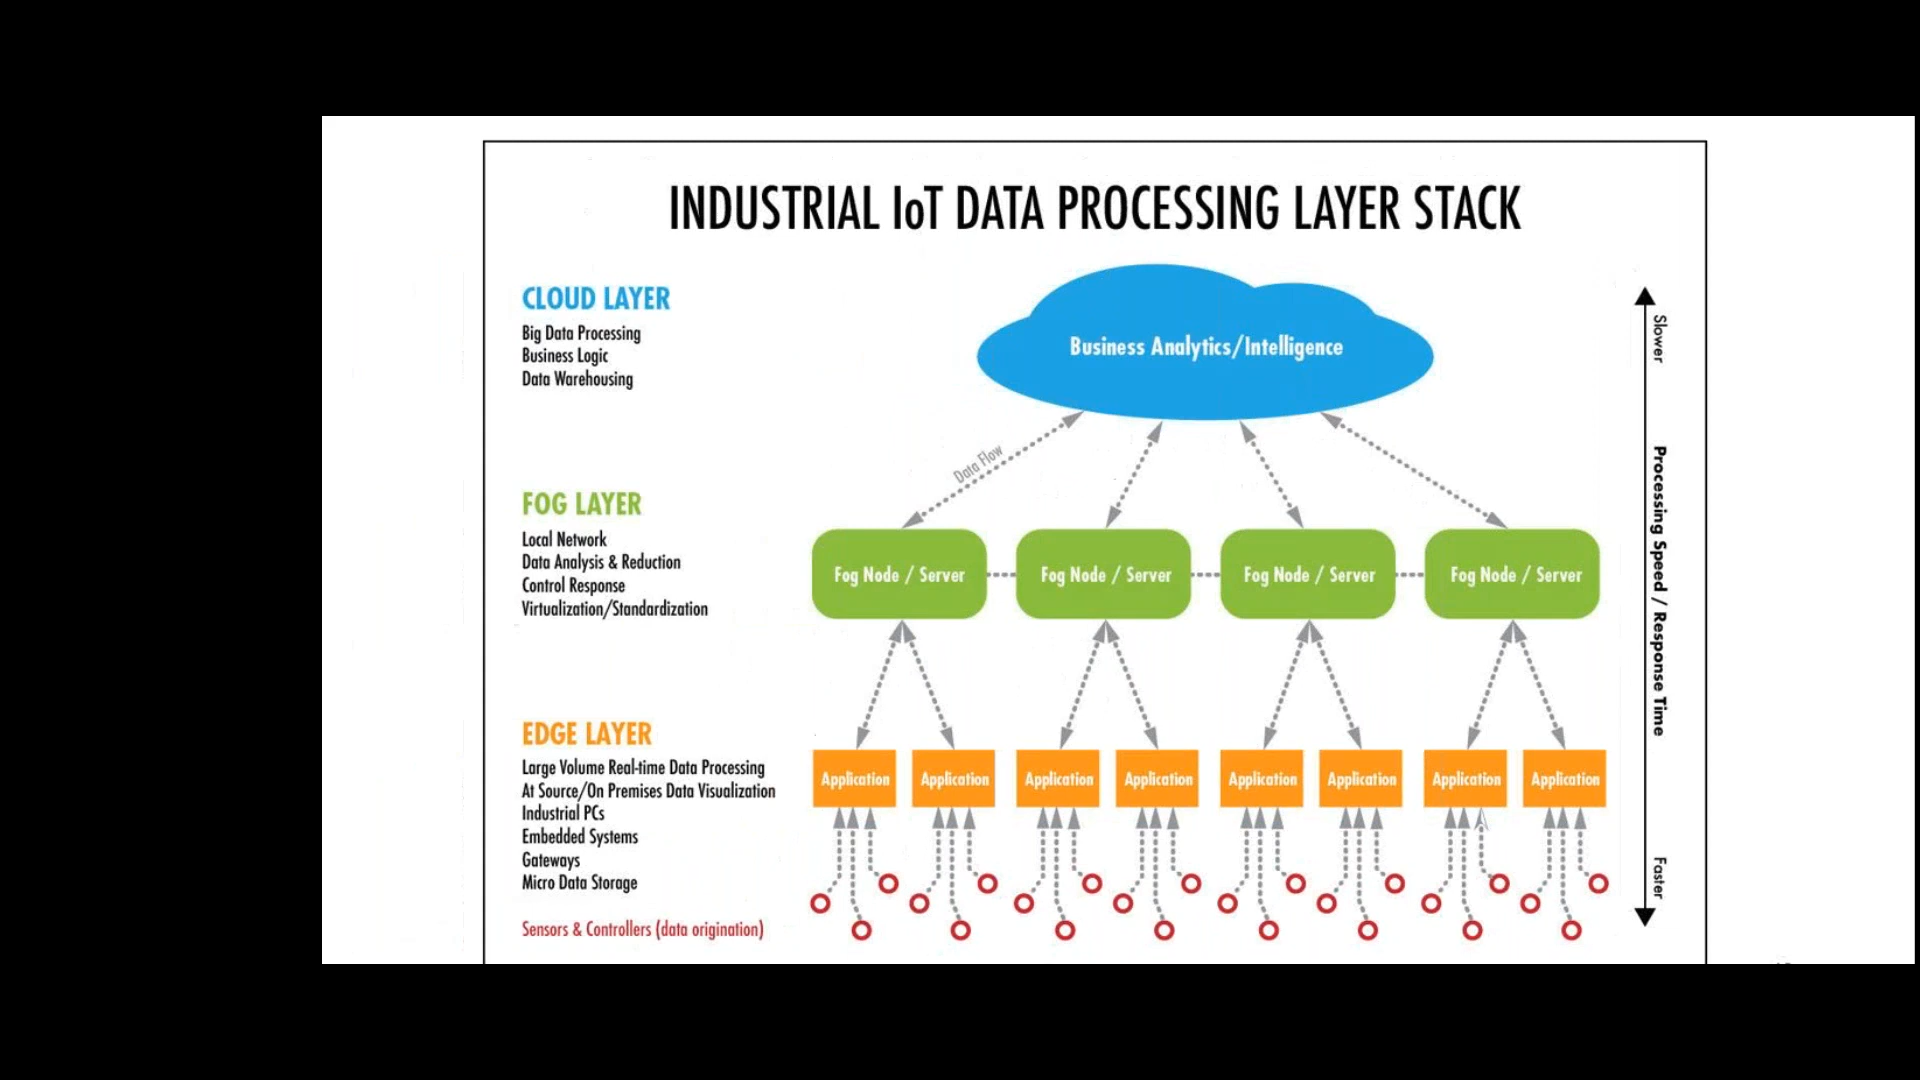 INDUSTRIAL IoT DATA PROCESSING LAYER STACK
CLOUD LAYER
Big Data Processing
Business Logic
Data Warehousing
Business Analytics/Intelligence
Data Flow
FOG LAYER
Local Network
Data Analysis & Reduction
Control Response
Virtualization/Standardization
Fog Node / Server
Fog Node / Server
Fog Node / Server
Fog Node / Server
EDGE LAYER
Large Volume Real-time Data Processing
At Source/On Premises Data Visualization
Industrial PCs
Embedded Systems
Gateways
Micro Data Storage
Application
Application
Application
Application
Application
Application
Application
Application
Sensors & Controllers (data origination)
Slower
Processing Speed / Response Time
Faster